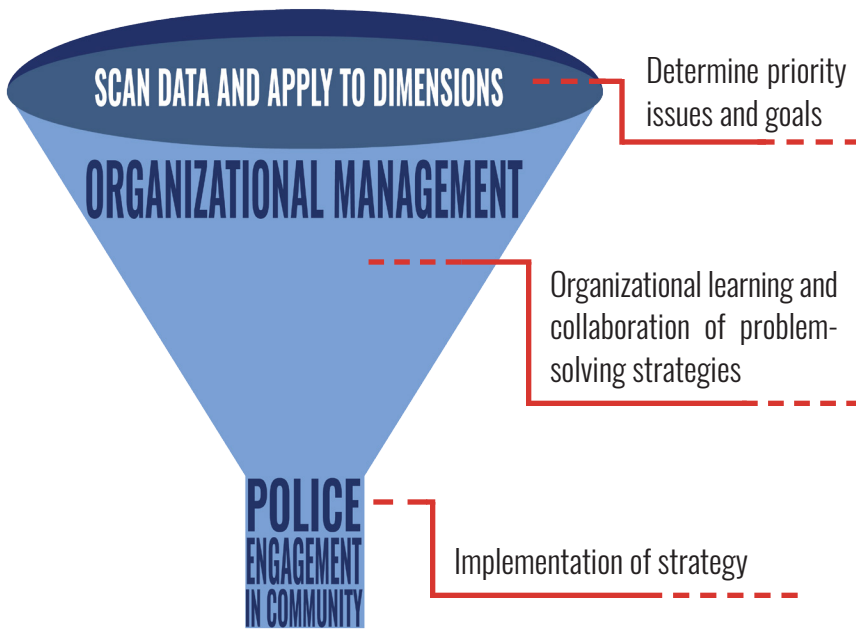 SCAN DATA AND APPLY TO DIMENSIONS
Determine priority
issues and goals
ORGANIZATIONAL MANAGEMENT
Organizational learning and
collaboration of problem-
solving strategies
POLICE
ENGAGEMENT
IN COMMUNITY
Implementation of strategy